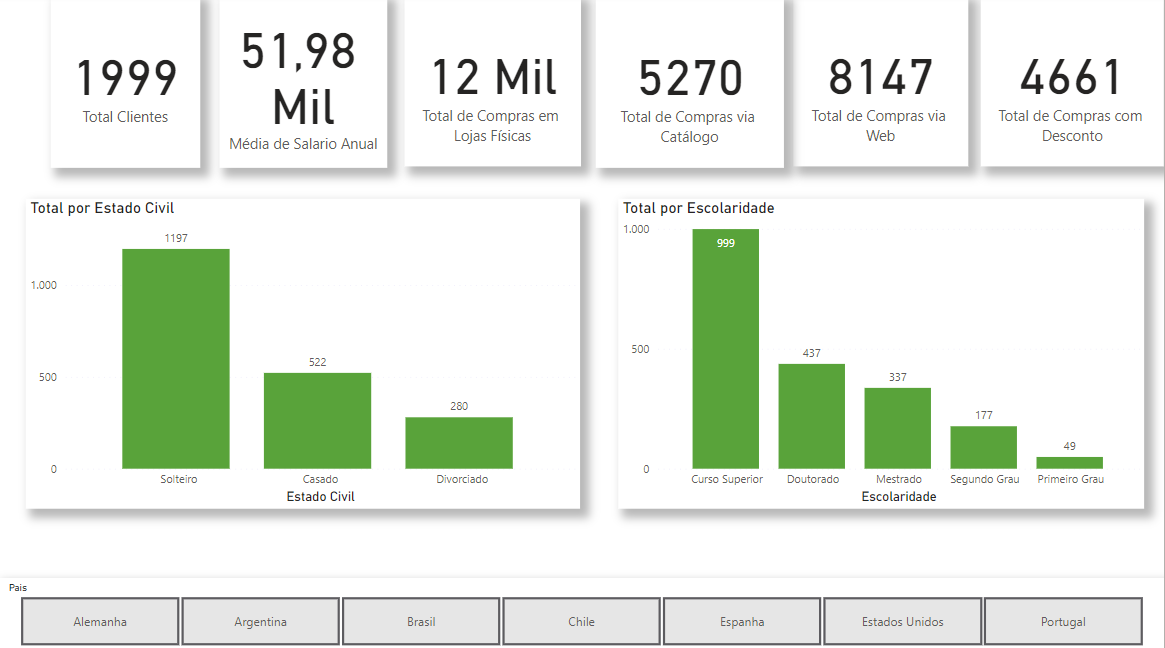 1999
Total Clientes
51,98
Mil
Média de Salario Anual
12 Mil
Total de Compras em
Lojas Físicas
5270
Total de Compras via
Catálogo
8147
Total de Compras via
Web
4661
Total de Compras com
Desconto
Total por Estado Civil
1197
1.000
522
500
280
0
Solteiro Casado Divorciado
Estado Civil
Total por Escolaridade
1.000
999
500
437
337
177
49
0
Curso Superior Doutorado Mestrado Segundo Grau Primeiro Grau
Escolaridade
Pais
Alemanha Argentina Brasil Chile Espanha Estados Unidos Portugal